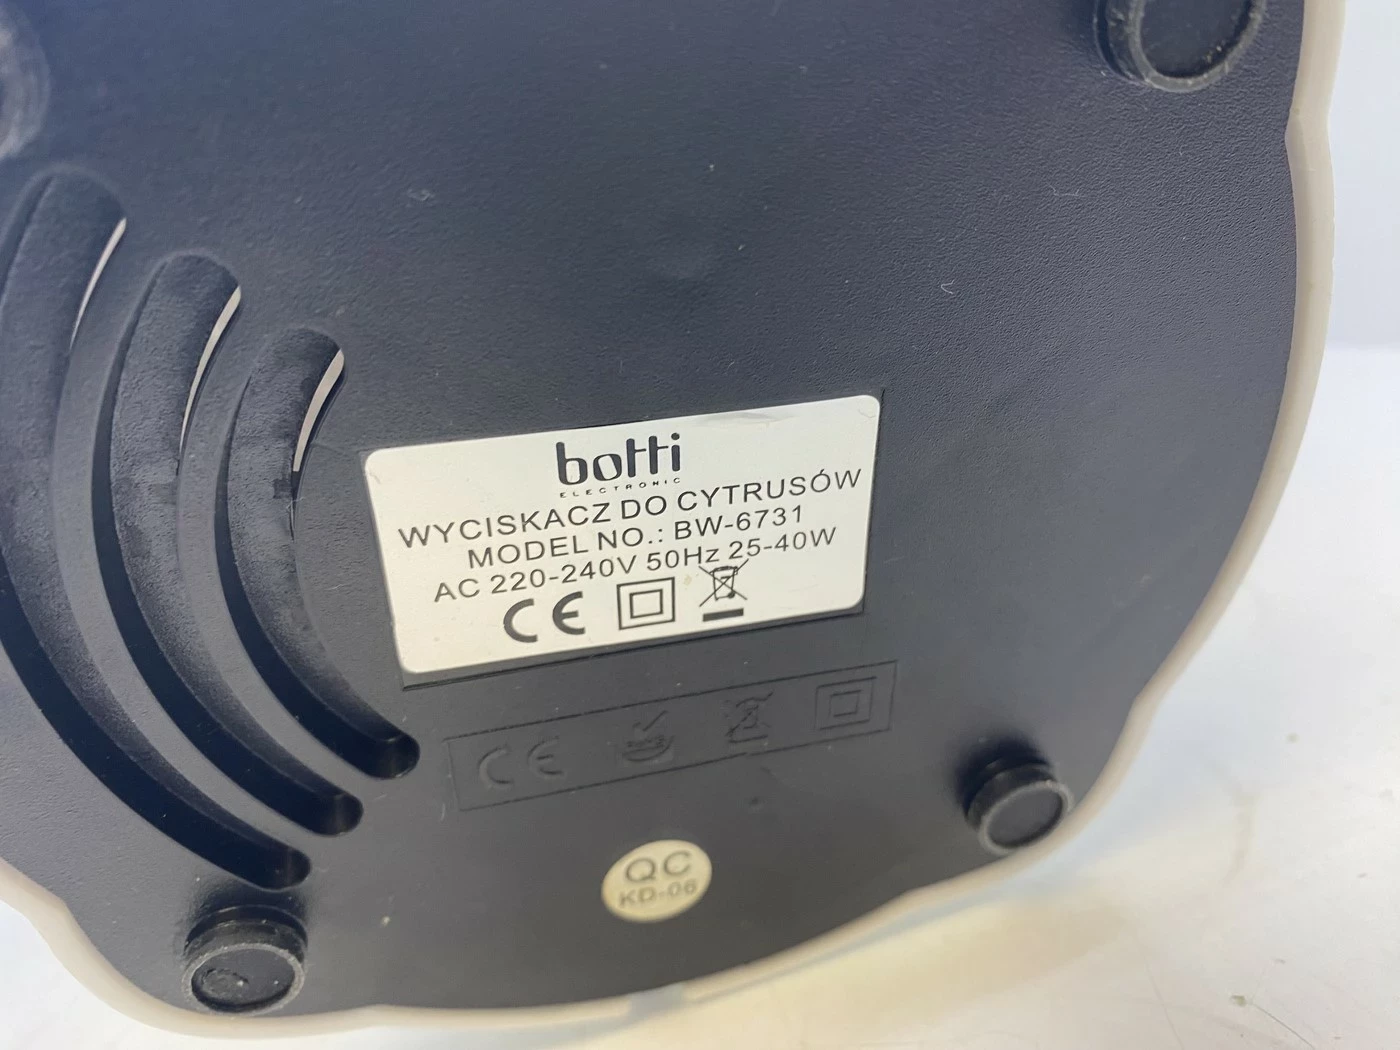 botti
ELECTRONIC
WYCISKACZ DO CYTRUSÓW
MODEL NO.: BW-6731
AC 220-240V 50Hz 25-40W
CE
CE
QC
KD-06